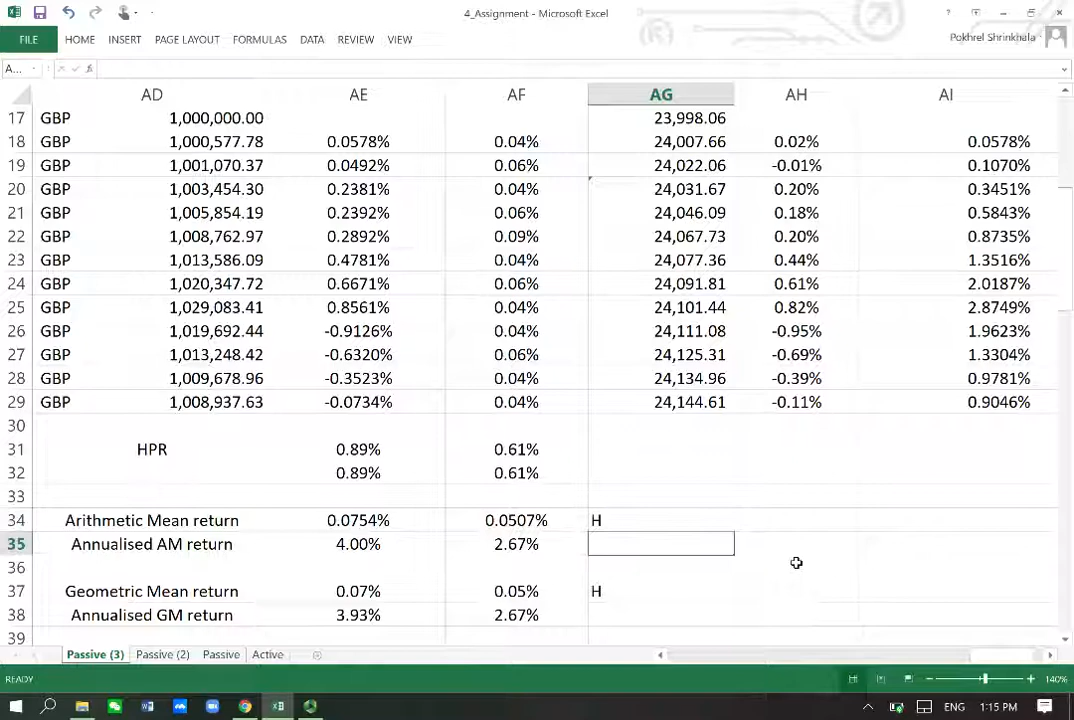 4_Assignment - Microsoft Excel
?
FILE HOME INSERT PAGE LAYOUT FORMULAS DATA REVIEW VIEW
Pokhrel Shrinkhala
A...
fx
AD AE AF AG AH AI
17 GBP 1,000,000.00 23,998.06
18 GBP 1,000,577.78 0.0578% 0.04% 24,007.66 0.02% 0.0578%
19 GBP 1,001,070.37 0.0492% 0.06% 24,022.06 -0.01% 0.1070%
20 GBP 1,003,454.30 0.2381% 0.04% 24,031.67 0.20% 0.3451%
21 GBP 1,005,854.19 0.2392% 0.06% 24,046.09 0.18% 0.5843%
22 GBP 1,008,762.97 0.2892% 0.09% 24,067.73 0.20% 0.8735%
23 GBP 1,013,586.09 0.4781% 0.04% 24,077.36 0.44% 1.3516%
24 GBP 1,020,347.72 0.6671% 0.04% 24,091.81 0.61% 2.0187%
25 GBP 1,029,083.41 0.8561% 0.04% 24,101.44 0.82% 2.8749%
26 GBP 1,019,692.44 -0.9126% 0.04% 24,111.08 -0.95% 1.9623%
27 GBP 1,013,248.42 -0.6320% 0.06% 24,125.31 -0.69% 1.3304%
28 GBP 1,009,678.96 -0.3523% 0.04% 24,134.96 -0.39% 0.9781%
29 GBP 1,008,937.63 -0.0734% 0.04% 24,144.61 -0.11% 0.9046%
30
31 HPR 0.89% 0.61%
32 0.89% 0.61%
33
34 Arithmetic Mean return 0.0754% 0.0507% H
35 Annualised AM return 4.00% 2.67%
36
37 Geometric Mean return 0.07% 0.05% H
38 Annualised GM return 3.93% 2.67%
39
Passive (3) Passive (2) Passive Active
READY
140%
ENG 1:15 PM